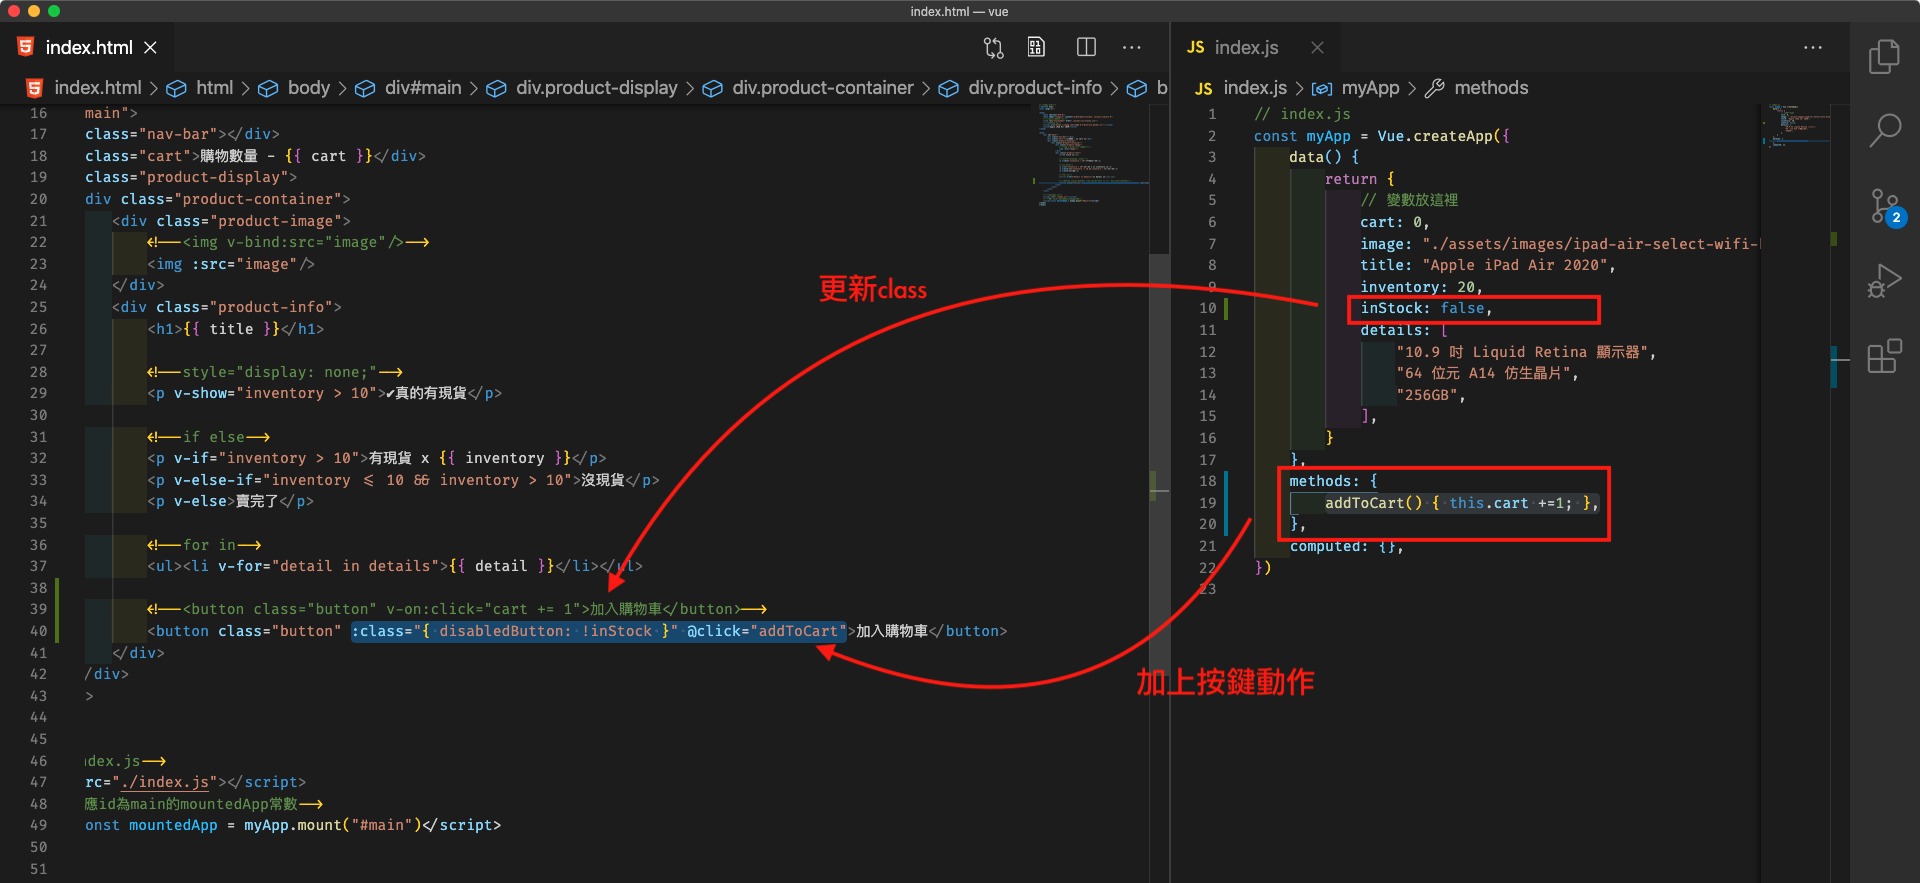 index.html — vue
index.html
index.html > html > body > div#main > div.product-display > div.product-container > div.product-info > b
16 main">
17 class="nav-bar"></div>
18 class="cart">購物數量 - {{ cart }}</div>
19 class="product-display">
20 div class="product-container">
21 <div class="product-image">
22 <!--<img v-bind:src="image"/>-->
23 <img :src="image"/>
24 </div>
25 <div class="product-info">
26 <h1>{{ title }}</h1>
27
28 <!--style="display: none;"-->
29 <p v-show="inventory > 10">✔真的有現貨</p>
30
31 <!--if else-->
32 <p v-if="inventory > 10">有現貨 x {{ inventory }}</p>
33 <p v-else-if="inventory <= 10 && inventory > 10">沒現貨</p>
34 <p v-else>賣完了</p>
35
36 <!--for in-->
37 <ul><li v-for="detail in details">{{ detail }}</li></ul>
38
39 <!--<button class="button" v-on:click="cart += 1">加入購物車</button>-->
40 <button class="button" :class="{ disabledButton: !inStock }" @click="addToCart">加入購物車</button>
41 </div>
42 /div>
43 >
44
45
46 ndex.js-->
47 rc="./index.js"></script>
48 應id為main的mountedApp常數-->
49 onst mountedApp = myApp.mount("#main")</script>
50
51
更新class
加上按鍵動作
JS index.js
JS index.js > myApp > methods
1 // index.js
2 const myApp = Vue.createApp({
3 data() {
4 return {
5 // 變數放這裡
6 cart: 0,
7 image: "./assets/images/ipad-air-select-wifi-
8 title: "Apple iPad Air 2020",
9 inventory: 20,
10 inStock: false,
11 details: [
12 "10.9 吋 Liquid Retina 顯示器",
13 "64 位元 A14 仿生晶片",
14 "256GB",
15 ],
16 }
17 },
18 methods: {
19 addToCart() { this.cart +=1; },
20 },
21 computed: {},
22 })
23
2